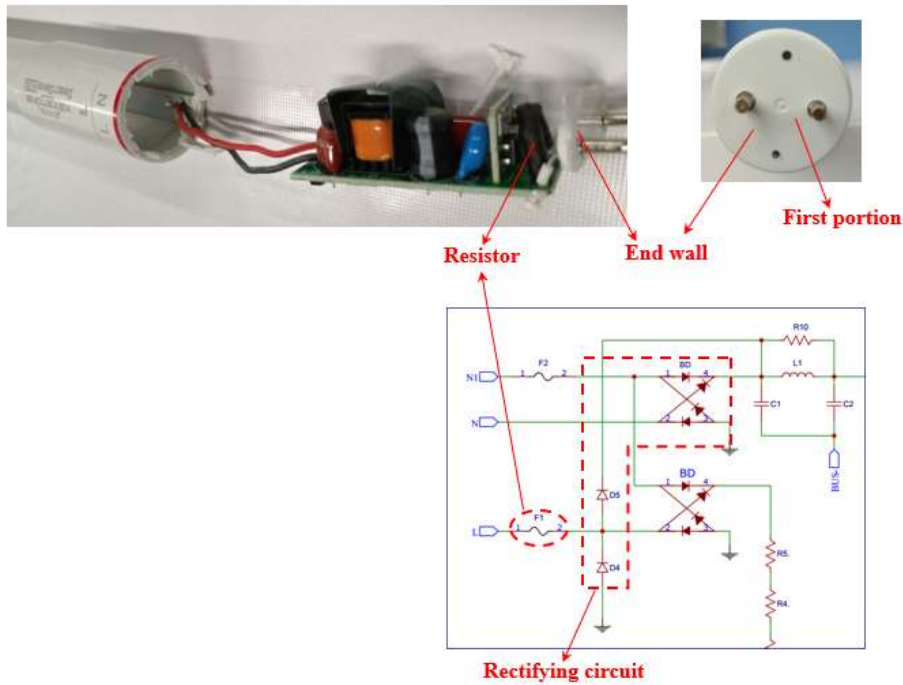 N
L
First portion
Resistor
End wall
R10
F2
BD
L1
N1
1
2
1
4
C1
C2
N
2
3
BUS-
BD
D5
1
4
F1
L
1
2
2
3
D4
R5.
R4.
Rectifying circuit